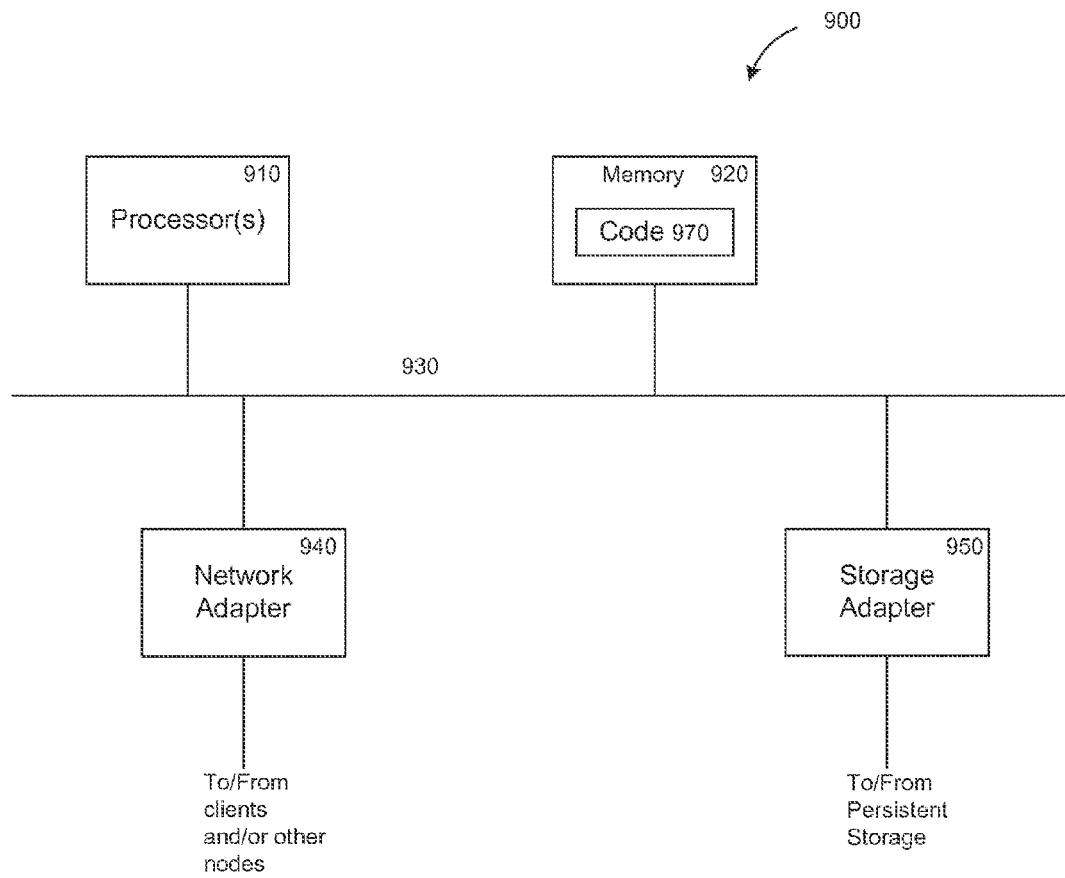 900
910
Processor(s)
Memory 920
Code 970
930
940
Network
Adapter
950
Storage
Adapter
To/From
clients
and/or other
nodes
To/From
Persistent
Storage